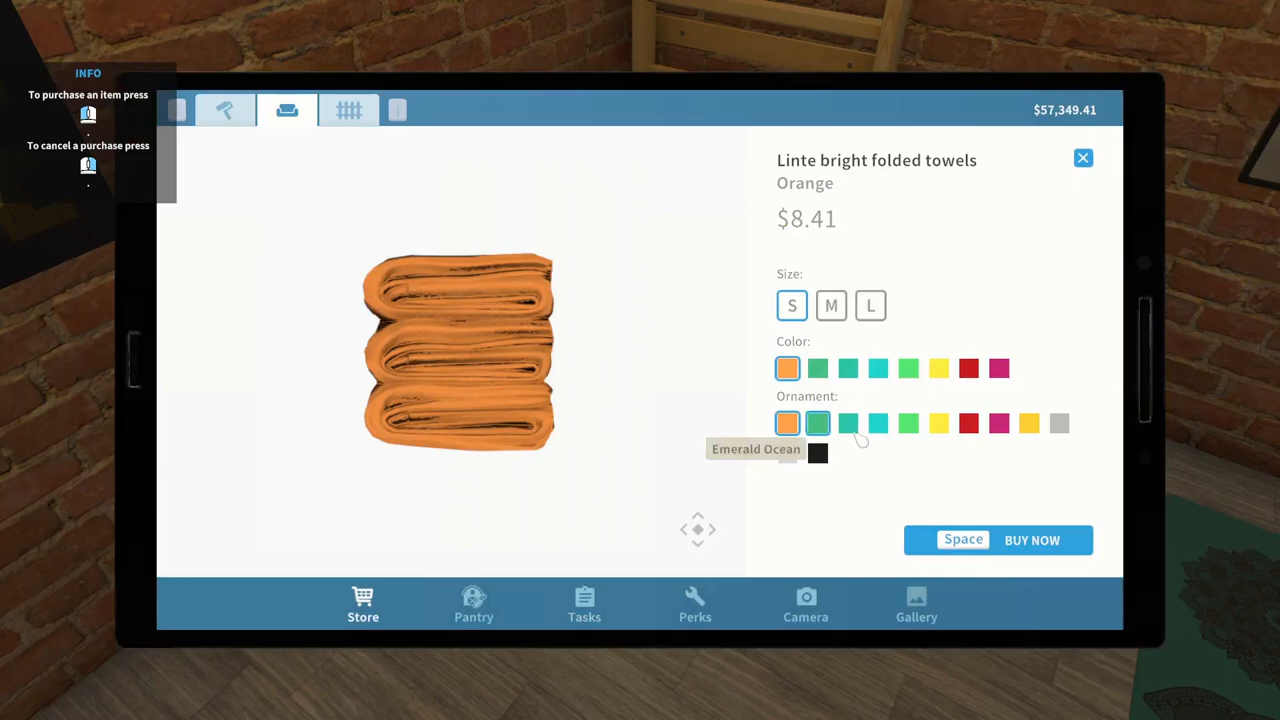 INFO
To purchase an item press
.
To cancel a purchase press
.
$57,349.41
Linte bright folded towels
Orange
$8.41
Size:
S M L
Color:
Ornament:
Emerald Ocean
Space BUY NOW
Store Pantry Tasks Perks Camera Gallery